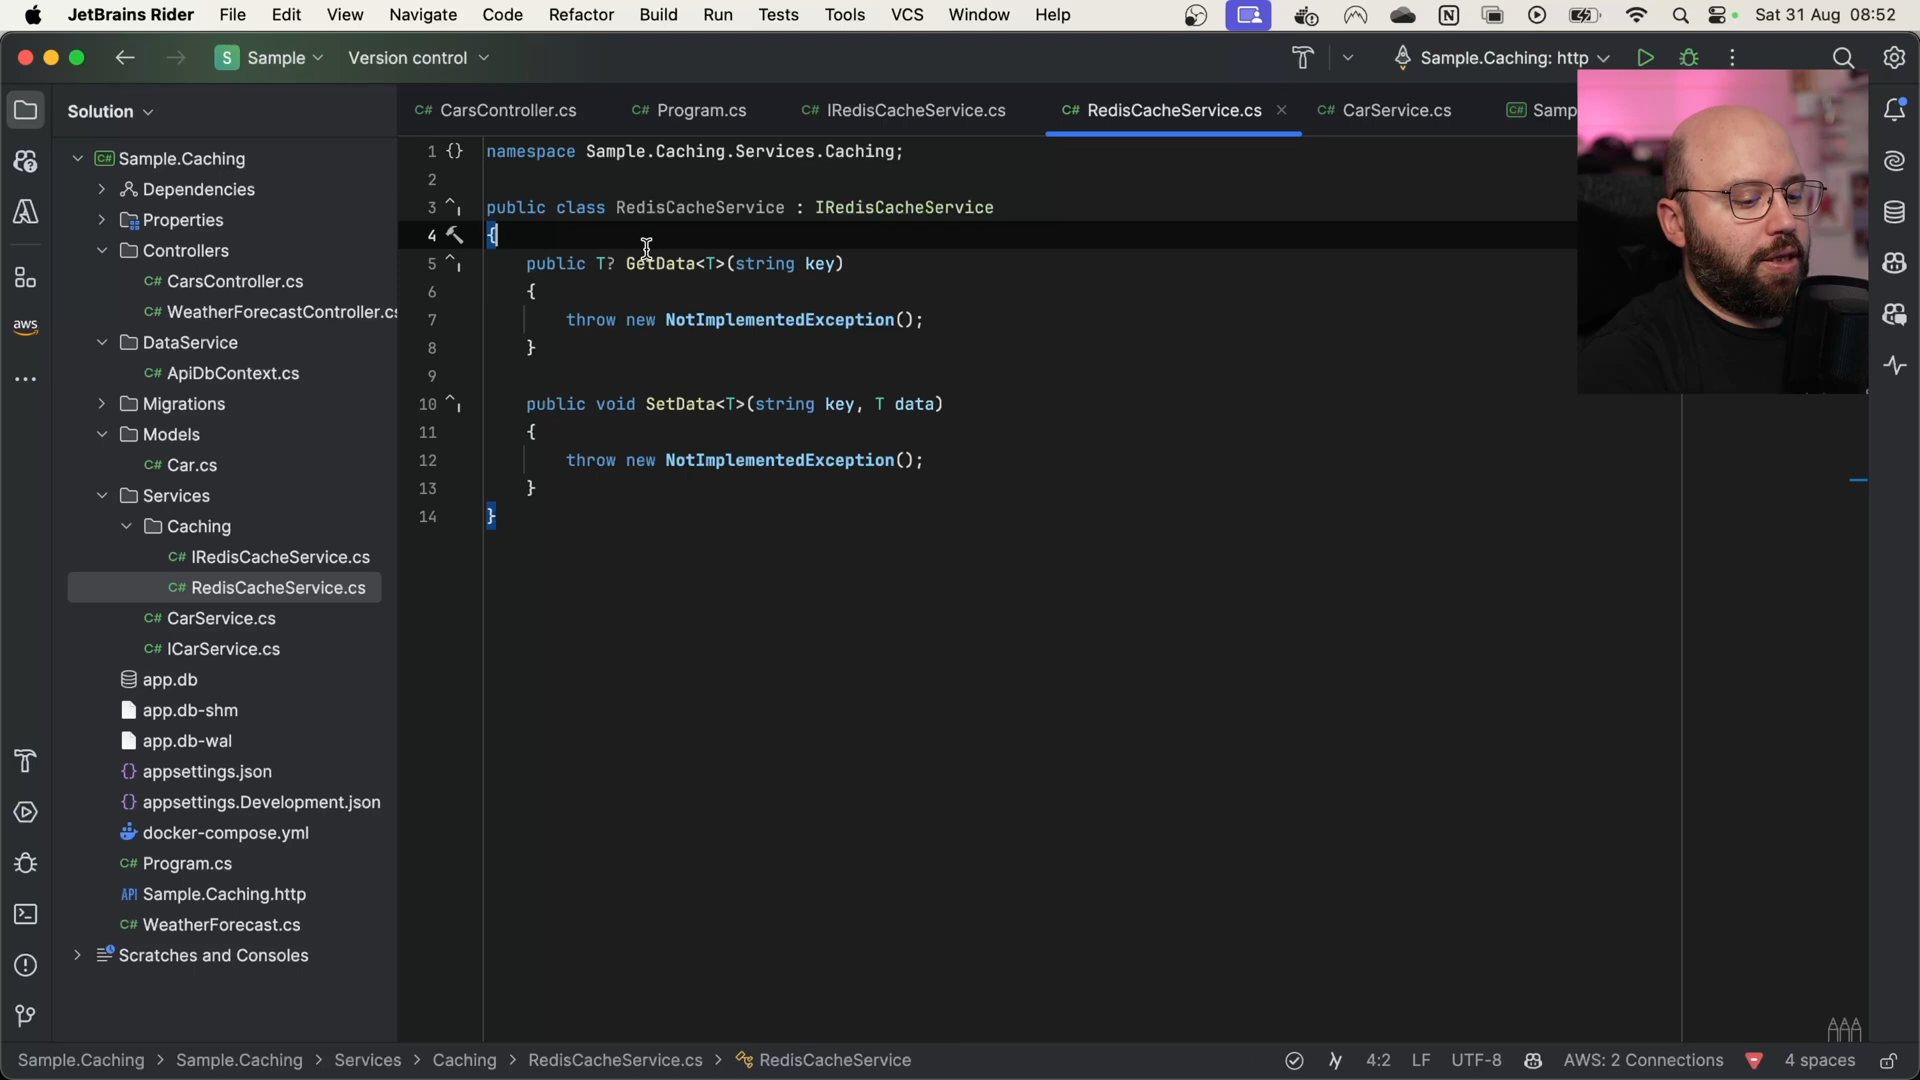 JetBrains Rider File Edit View Navigate Code Refactor Build Run Tests Tools VCS Window Help Sat 31 Aug 08:52
S Sample Version control Sample.Caching: http
Solution
C# CarsController.cs C# Program.cs C# IRedisCacheService.cs C# RedisCacheService.cs C# CarService.cs C# Samp
C# Sample.Caching
Dependencies
Properties
Controllers
C# CarsController.cs
C# WeatherForecastController.cs
DataService
C# ApiDbContext.cs
Migrations
Models
C# Car.cs
Services
Caching
C# IRedisCacheService.cs
C# RedisCacheService.cs
C# CarService.cs
C# ICarService.cs
app.db
app.db-shm
app.db-wal
{} appsettings.json
{} appsettings.Development.json
docker-compose.yml
C# Program.cs
API Sample.Caching.http
C# WeatherForecast.cs
Scratches and Consoles
aws
1 {} namespace Sample.Caching.Services.Caching;
2
3 public class RedisCacheService : IRedisCacheService
4 {
5 public T? GetData<T>(string key)
6 {
7 throw new NotImplementedException();
8 }
9
10 public void SetData<T>(string key, T data)
11 {
12 throw new NotImplementedException();
13 }
14 }
Sample.Caching > Sample.Caching > Services > Caching > RedisCacheService.cs > RedisCacheService
4:2 LF UTF-8 AWS: 2 Connections 4 spaces